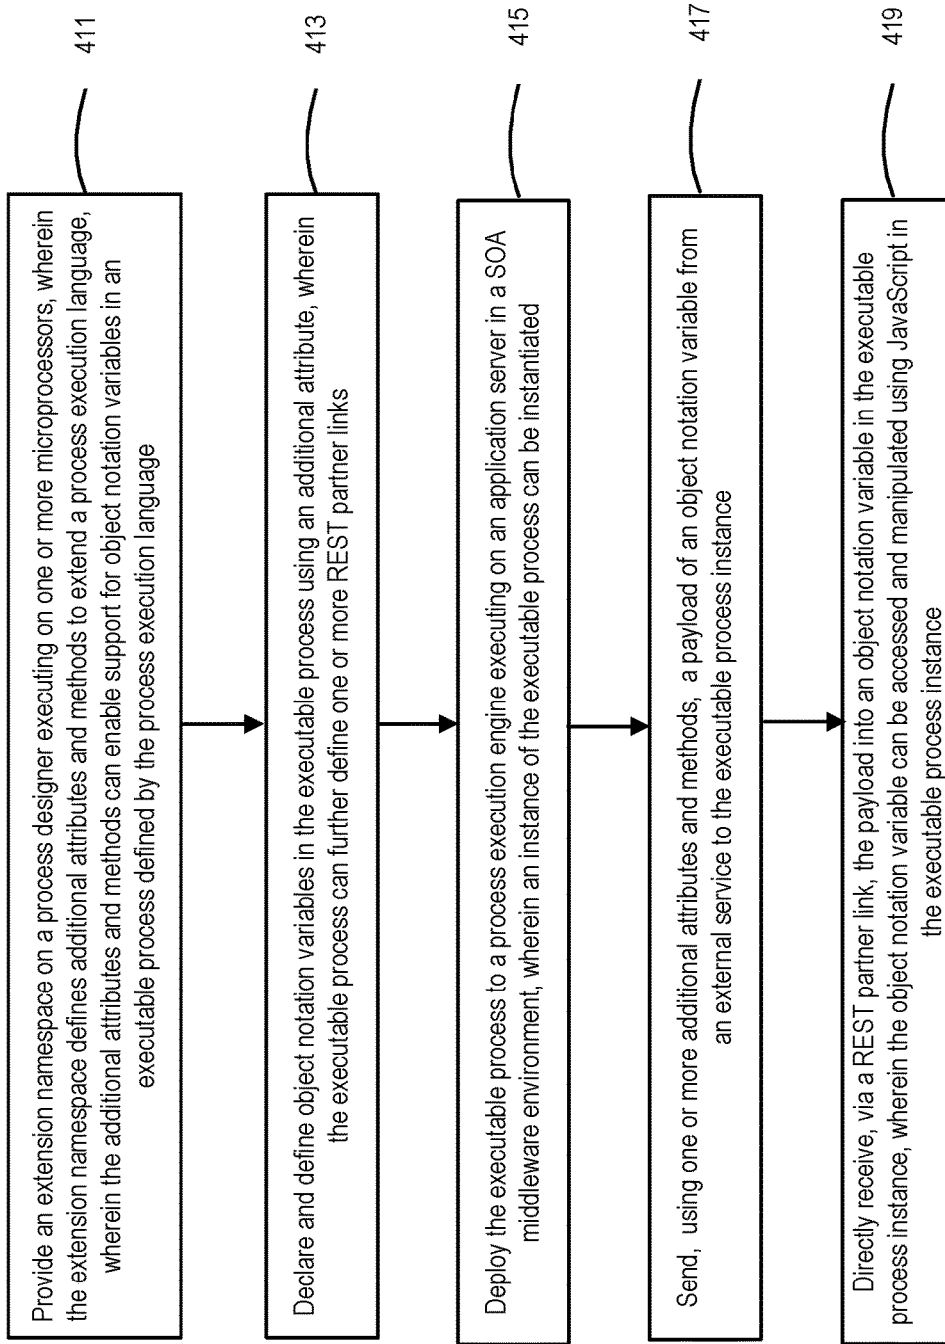 Provide an extension namespace on a process designer executing on one or more microprocessors, wherein
the extension namespace defines additional attributes and methods to extend a process execution language,
wherein the additional attributes and methods can enable support for object notation variables in an
executable process defined by the process execution language
411
Declare and define object notation variables in the executable process using an additional attribute, wherein
the executable process can further define one or more REST partner links
413
Deploy the executable process to a process execution engine executing on an application server in a SOA
middleware environment, wherein an instance of the executable process can be instantiated
415
Send, using one or more additional attributes and methods, a payload of an object notation variable from
an external service to the executable process instance
417
Directly receive, via a REST partner link, the payload into an object notation variable in the executable
process instance, wherein the object notation variable can be accessed and manipulated using JavaScript in
the executable process instance
419